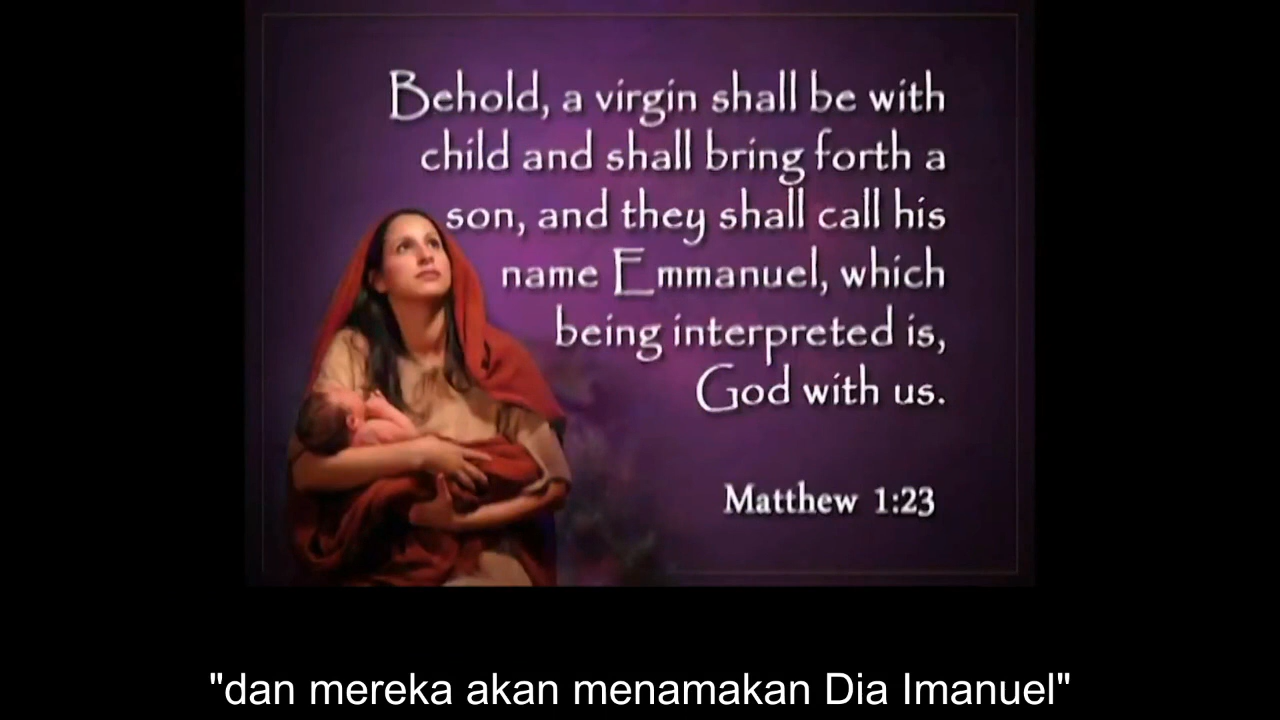 Behold, a virgin shall be with
child and shall bring forth a
son, and they shall call his
name Emmanuel, which
being interpreted is,
God with us.
Matthew 1:23
"dan mereka akan menamakan Dia Imanuel"